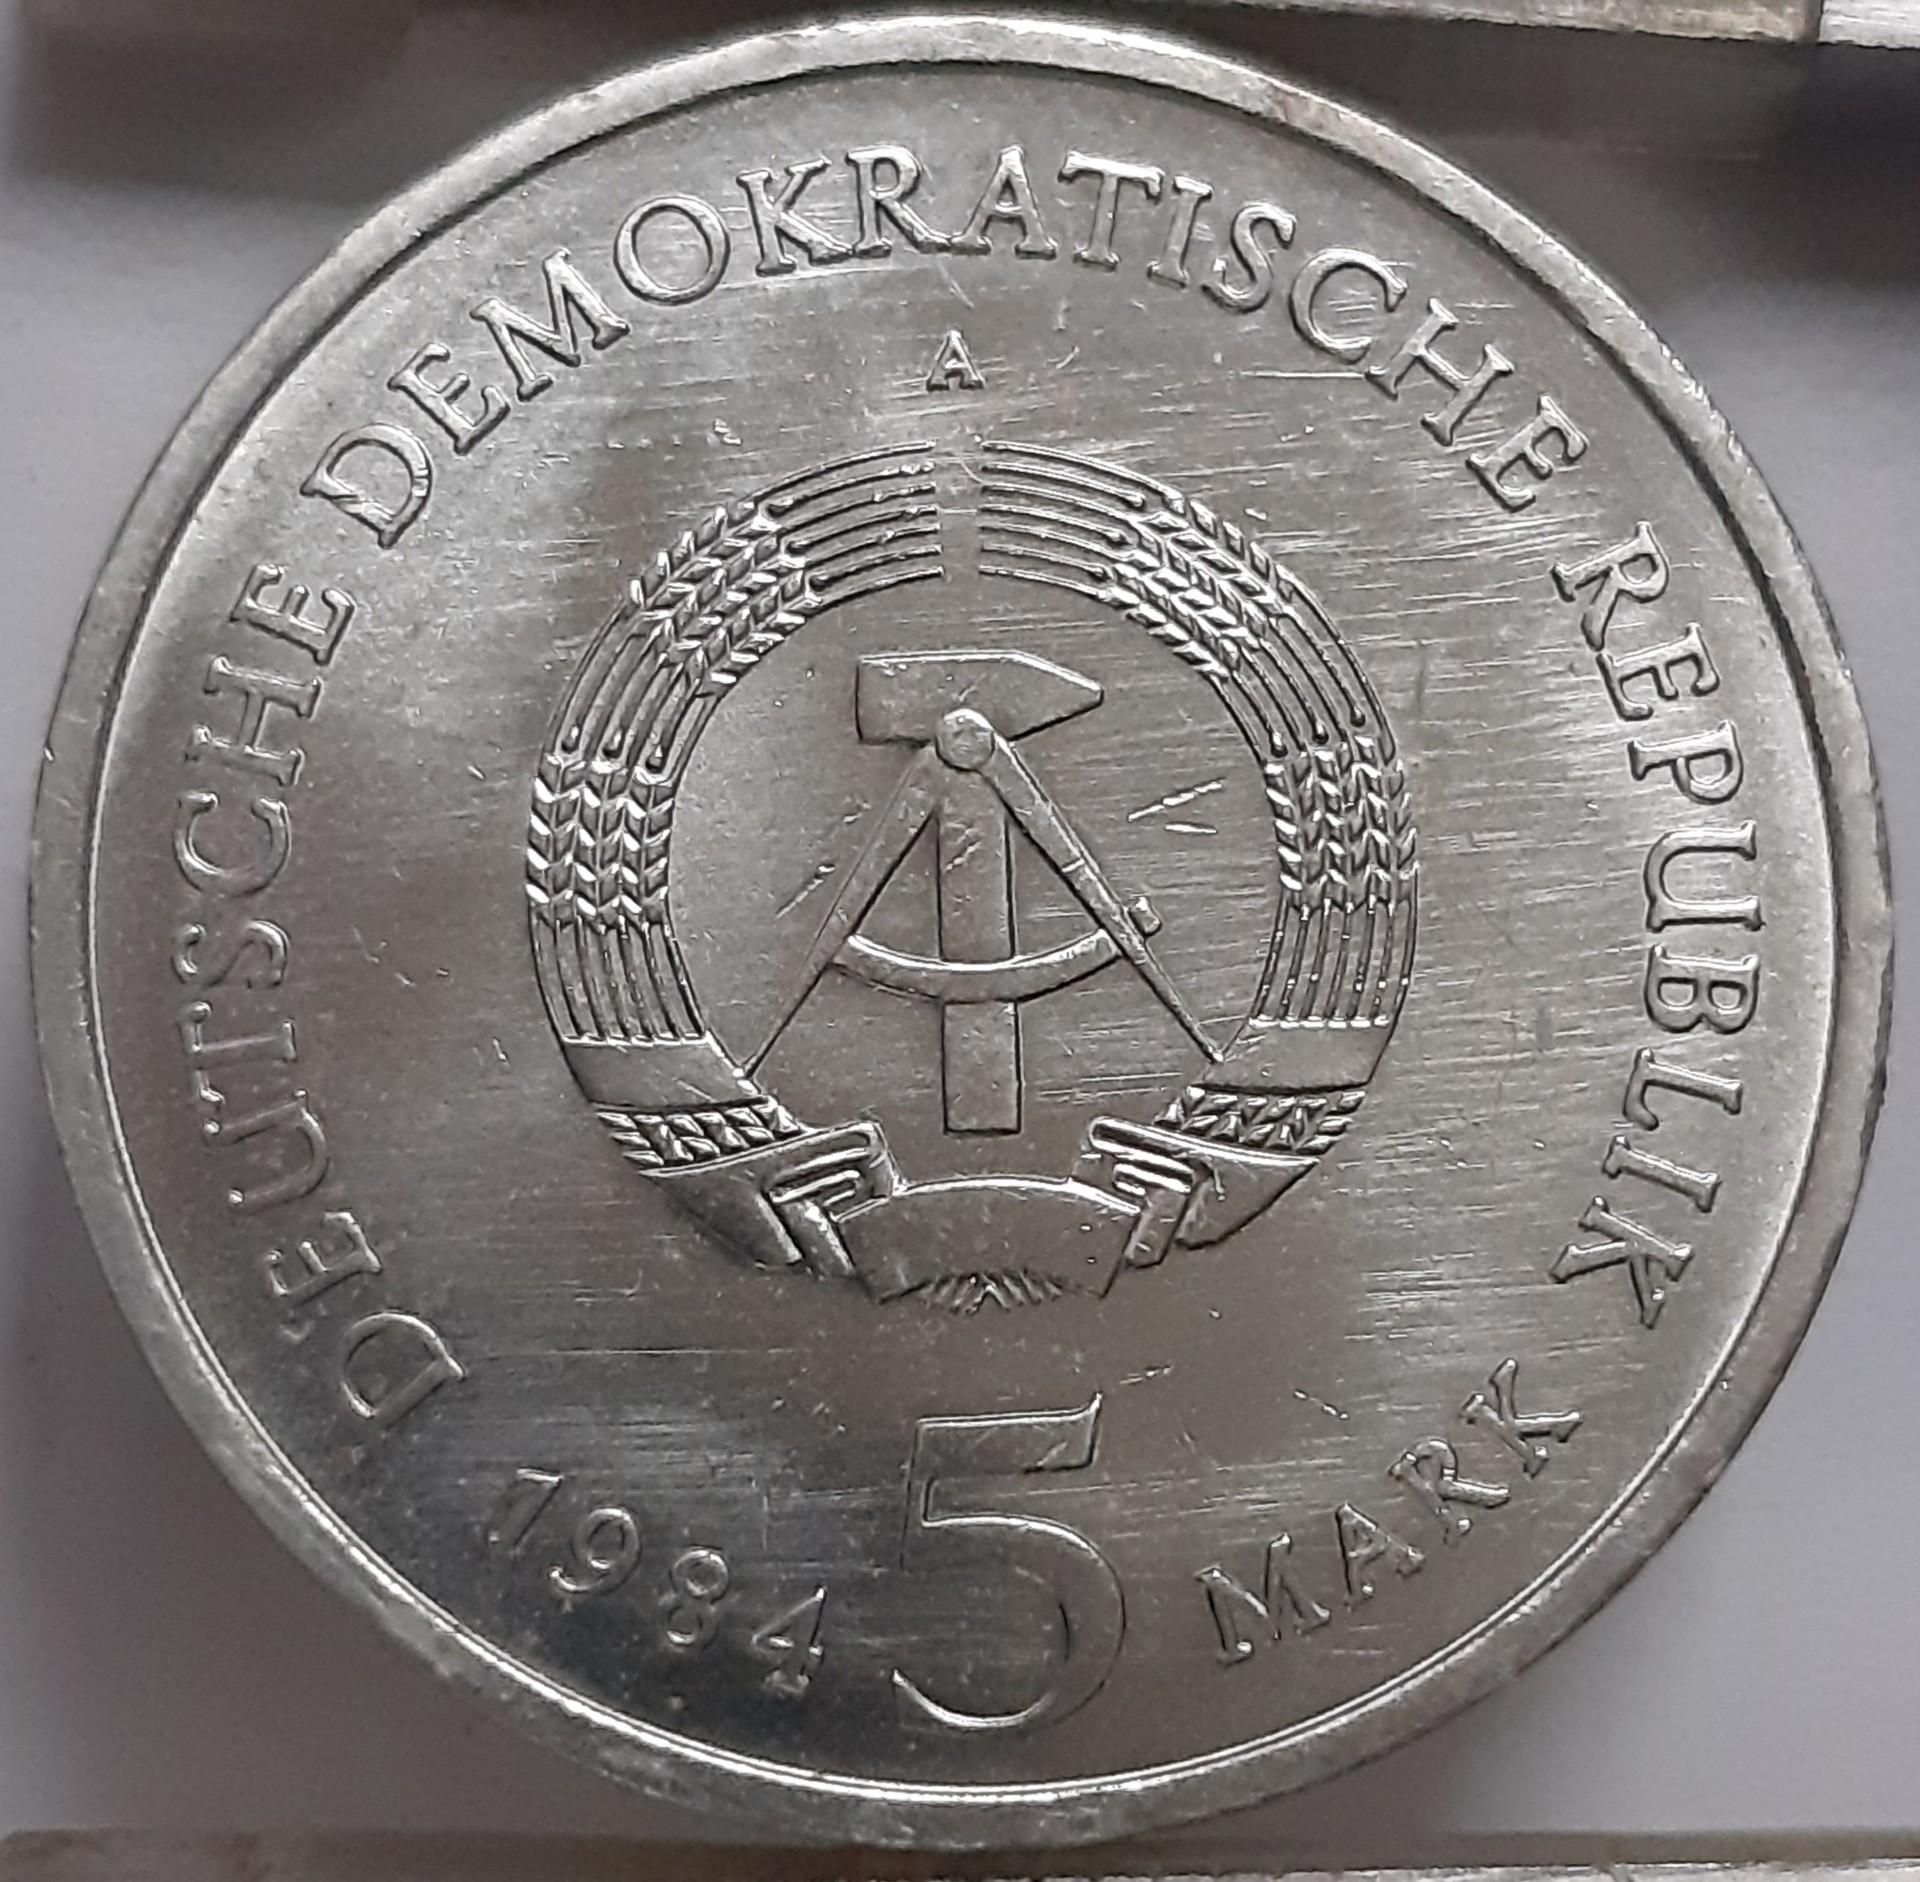 DEUTSCHE DEMOKRATISCHE REPUBLIK
A
1984 5 MARK